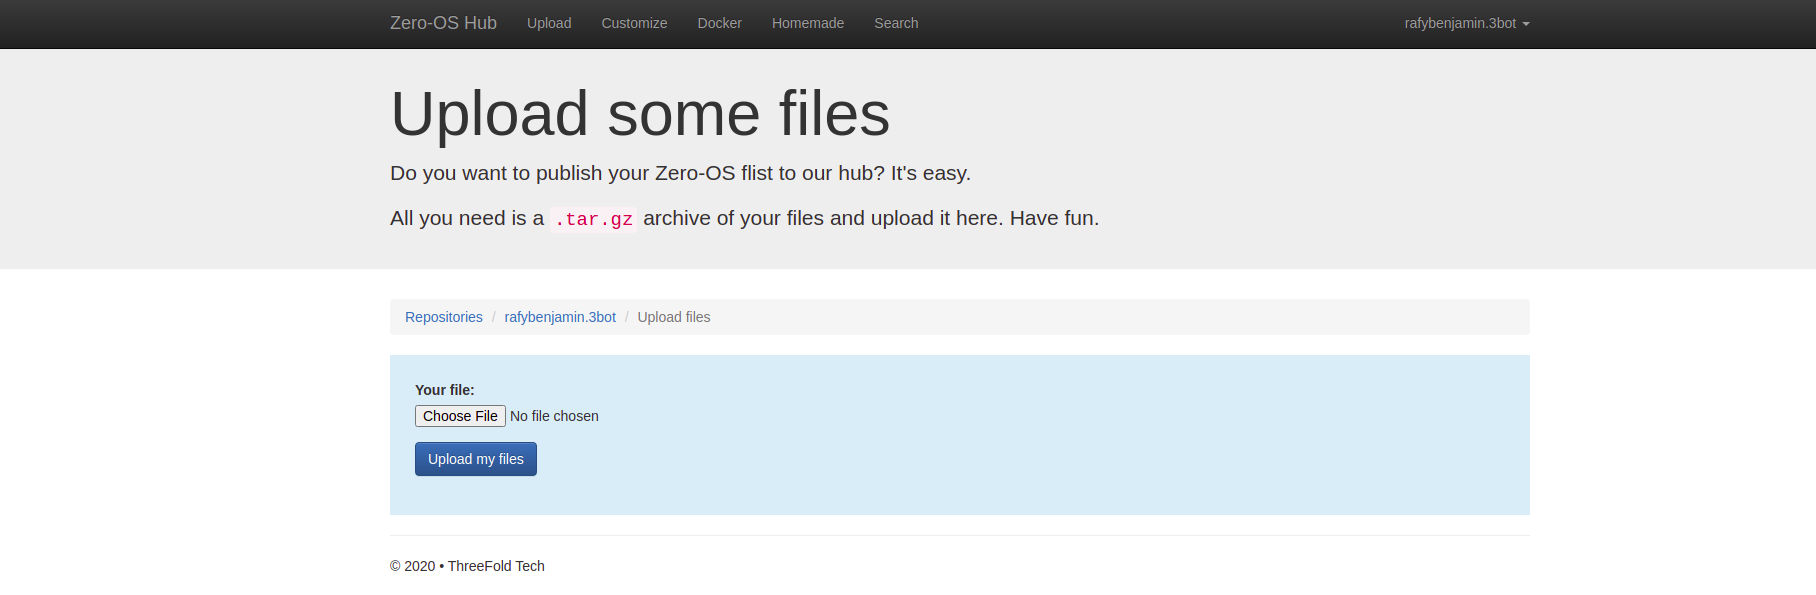 Zero-OS Hub Upload Customize Docker Homemade Search rafybenjamin.3bot
Upload some files
Do you want to publish your Zero-OS flist to our hub? It's easy.
All you need is a .tar.gz archive of your files and upload it here. Have fun.
Repositories / rafybenjamin.3bot / Upload files
Your file:
Choose File No file chosen
Upload my files
© 2020 • ThreeFold Tech